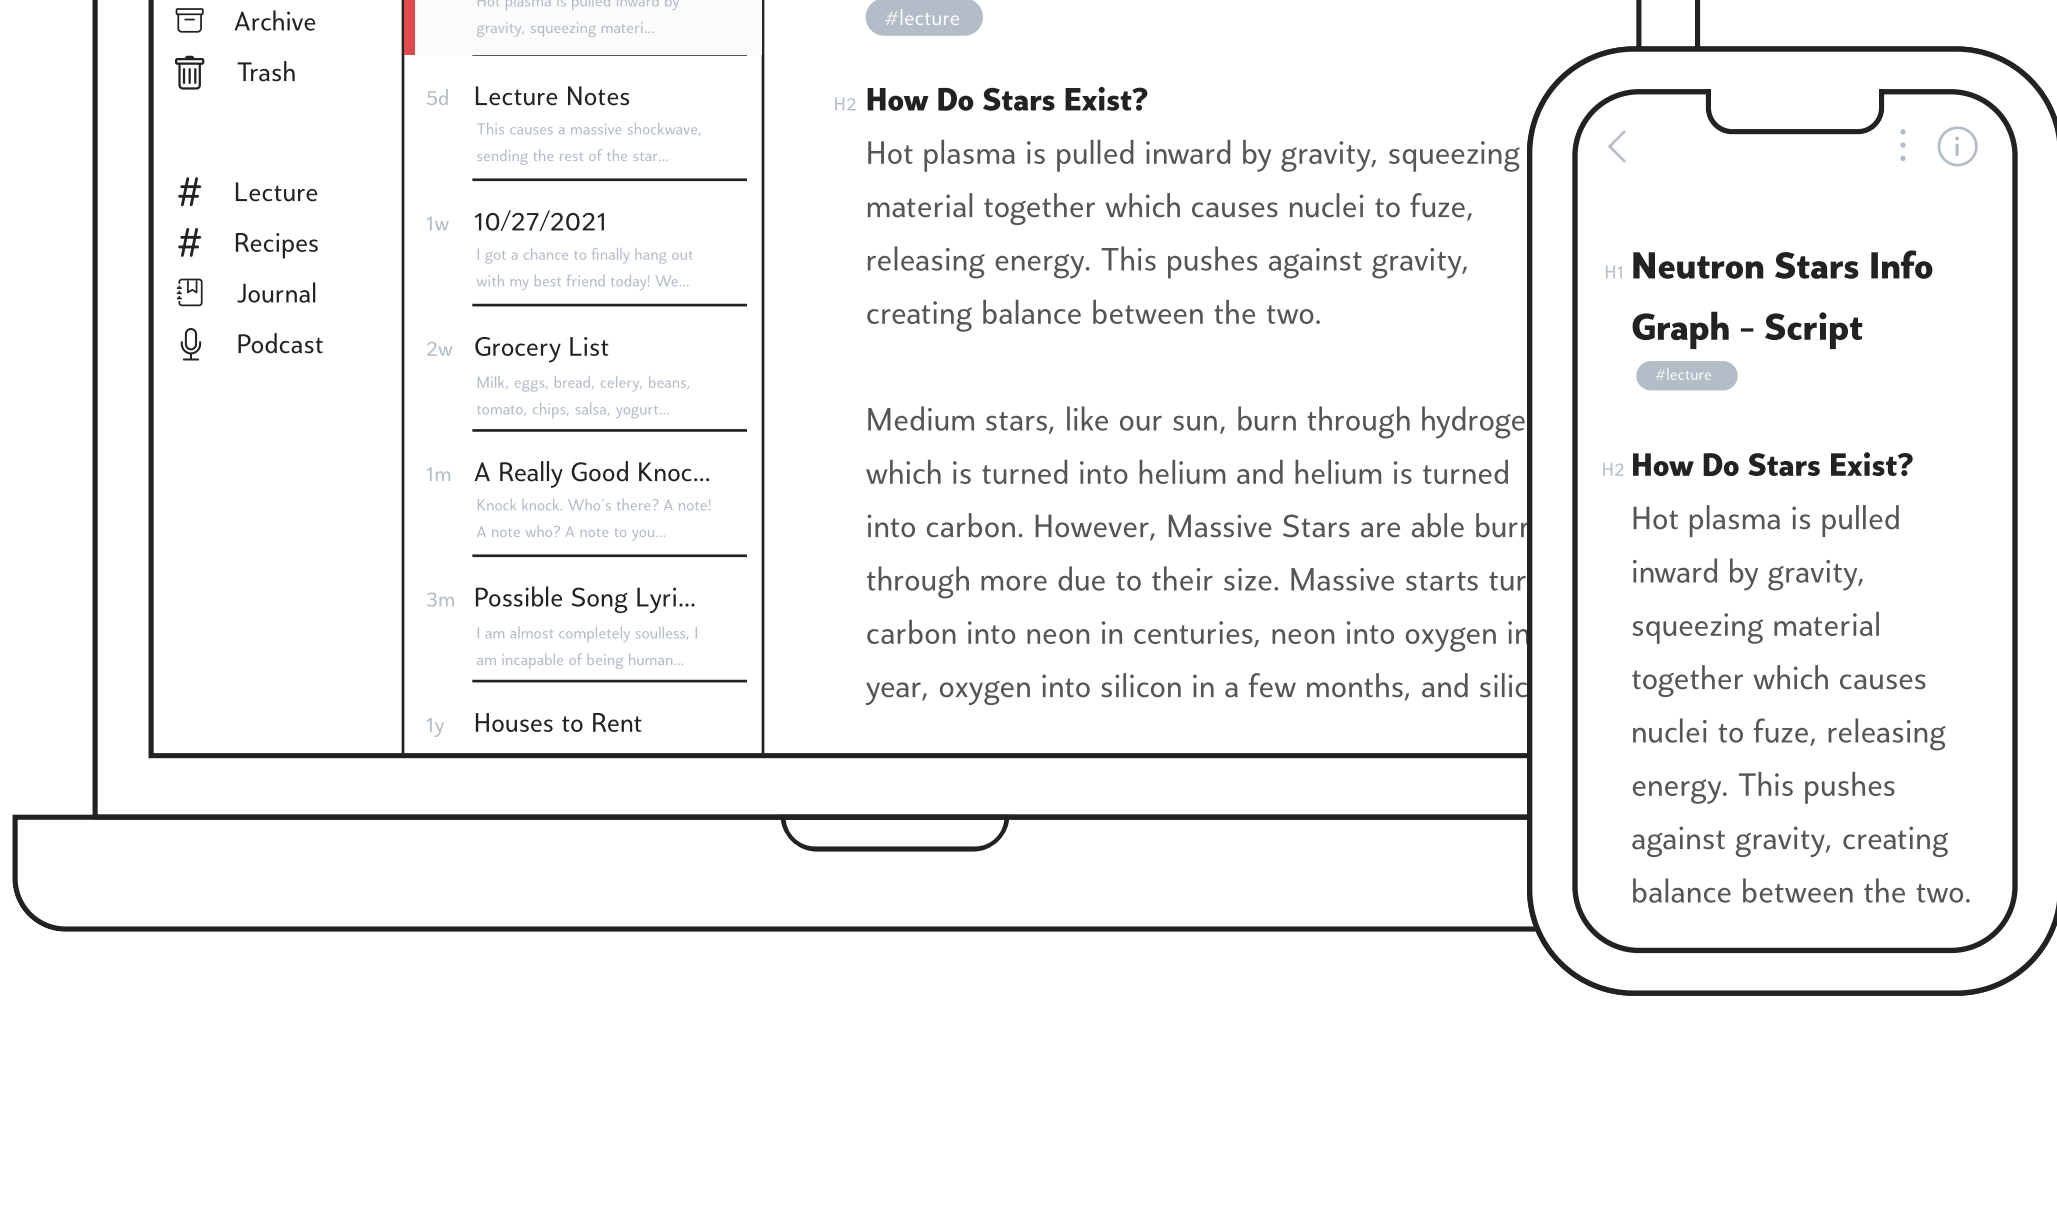 Archive
Trash
# Lecture
# Recipes
Journal
Podcast
Hot plasma is pulled inward by
gravity, squeezing materi...
5d Lecture Notes
This causes a massive shockwave,
sending the rest of the star...
1w 10/27/2021
I got a chance to finally hang out
with my best friend today! We...
2w Grocery List
Milk, eggs, bread, celery, beans,
tomato, chips, salsa, yogurt...
1m A Really Good Knoc...
Knock knock. Who's there? A note!
A note who? A note to you...
3m Possible Song Lyri...
I am almost completely soulless, I
am incapable of being human...
1y Houses to Rent
#lecture
H2 How Do Stars Exist?
Hot plasma is pulled inward by gravity, squeezing
material together which causes nuclei to fuze,
releasing energy. This pushes against gravity,
creating balance between the two.
Medium stars, like our sun, burn through hydroge
which is turned into helium and helium is turned
into carbon. However, Massive Stars are able burn
through more due to their size. Massive starts tur
carbon into neon in centuries, neon into oxygen in
year, oxygen into silicon in a few months, and silic
H1 Neutron Stars Info
Graph - Script
#lecture
H2 How Do Stars Exist?
Hot plasma is pulled
inward by gravity,
squeezing material
together which causes
nuclei to fuze, releasing
energy. This pushes
against gravity, creating
balance between the two.